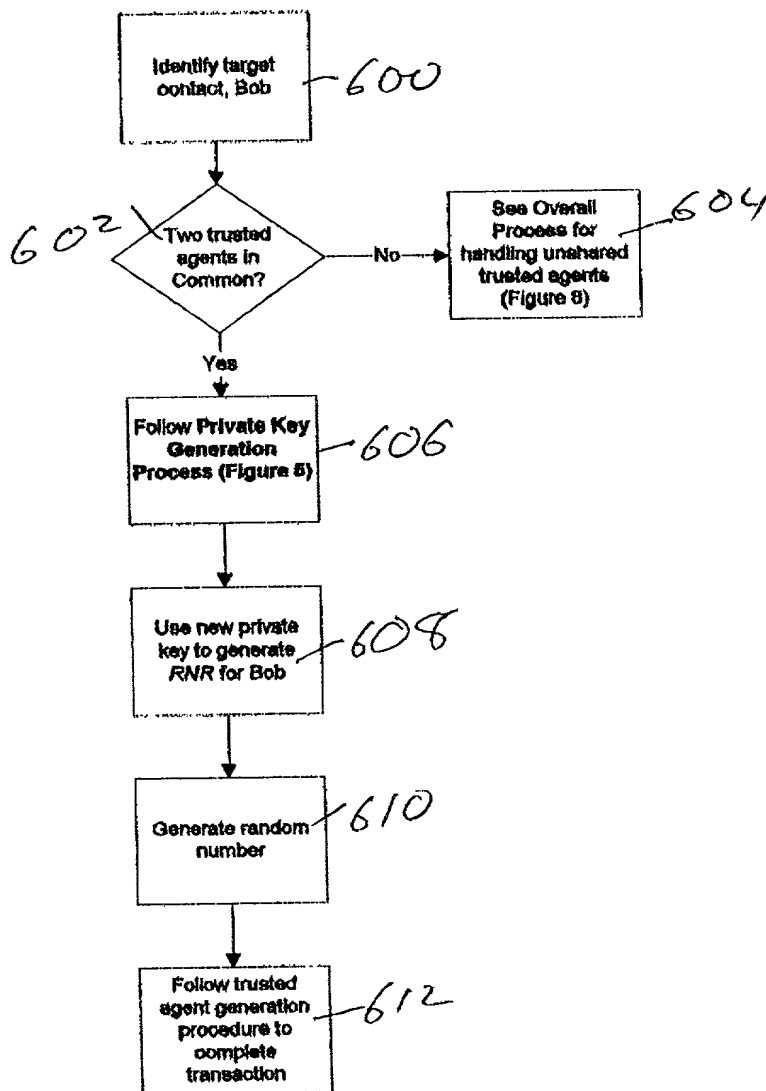 Identify target
contact, Bob
600
602
Two trusted
agents in
Common?
No
See Overall
Process for
handling unshared
trusted agents
(Figure 8)
604
Yes
Follow Private Key
Generation
Process (Figure 5)
606
Use new private
key to generate
RNR for Bob
608
Generate random
number
610
Follow trusted
agent generation
procedure to
complete
transaction
612